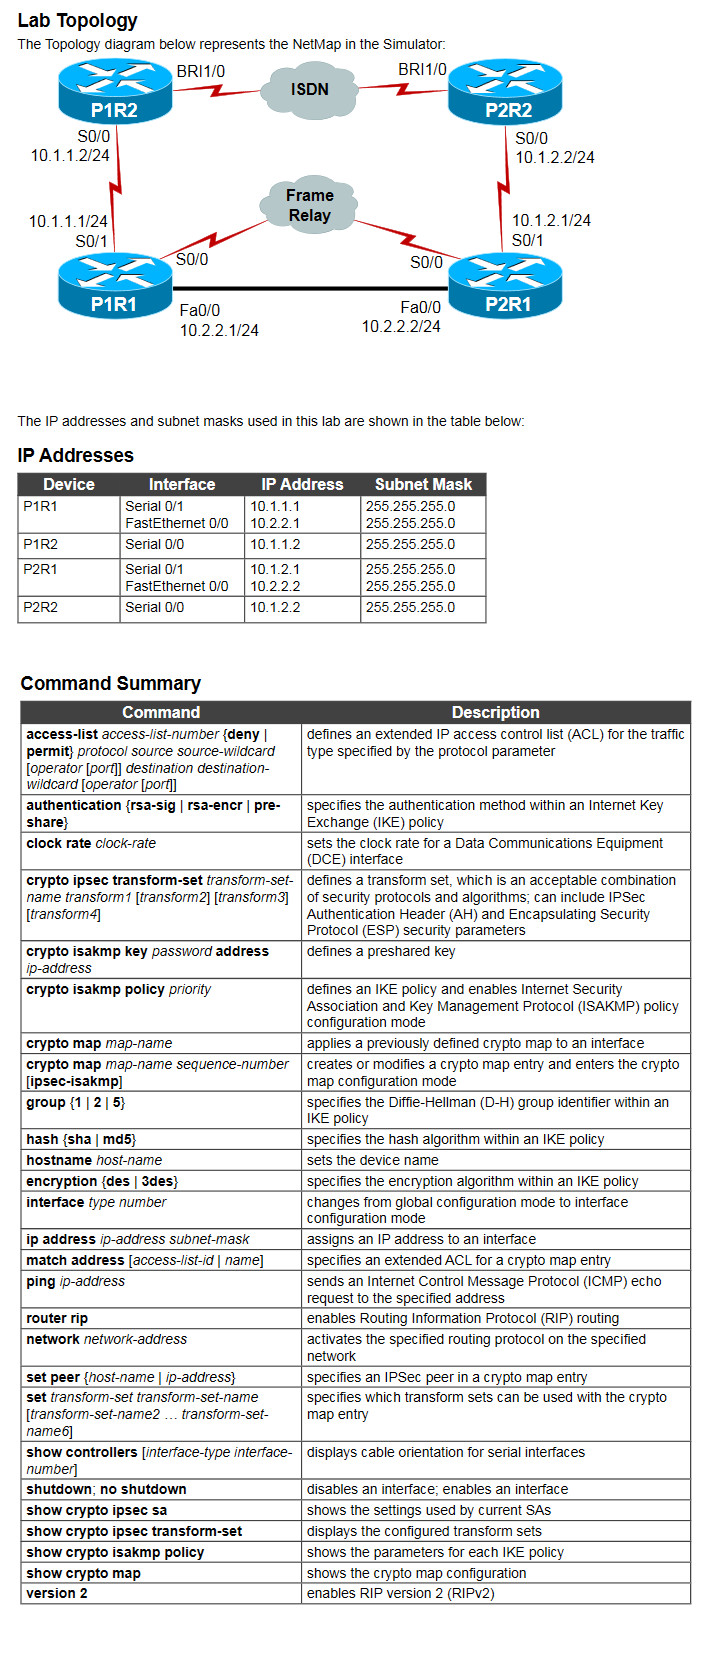 Lab Topology
The Topology diagram below represents the NetMap in the Simulator:
BRI1/0
ISDN
BRI1/0
P1R2
P2R2
S0/0
10.1.1.2/24
S0/0
10.1.2.2/24
Frame
Relay
10.1.1.1/24
S0/1
10.1.2.1/24
S0/1
S0/0
S0/0
P1R1
P2R1
Fa0/0
10.2.2.1/24
Fa0/0
10.2.2.2/24
The IP addresses and subnet masks used in this lab are shown in the table below:
IP Addresses
Device Interface IP Address Subnet Mask
P1R1 Serial 0/1 10.1.1.1 255.255.255.0
FastEthernet 0/0 10.2.2.1 255.255.255.0
P1R2 Serial 0/0 10.1.1.2 255.255.255.0
P2R1 Serial 0/1 10.1.2.1 255.255.255.0
FastEthernet 0/0 10.2.2.2 255.255.255.0
P2R2 Serial 0/0 10.1.2.2 255.255.255.0
Command Summary
Command Description
access-list access-list-number {deny |
permit} protocol source source-wildcard
[operator [port]] destination destination-
wildcard [operator [port]]
defines an extended IP access control list (ACL) for the traffic
type specified by the protocol parameter
authentication {rsa-sig | rsa-encr | pre-
share}
specifies the authentication method within an Internet Key
Exchange (IKE) policy
clock rate clock-rate
sets the clock rate for a Data Communications Equipment
(DCE) interface
crypto ipsec transform-set transform-set-
name transform1 [transform2] [transform3]
[transform4]
defines a transform set, which is an acceptable combination
of security protocols and algorithms; can include IPSec
Authentication Header (AH) and Encapsulating Security
Protocol (ESP) security parameters
crypto isakmp key password address
ip-address
defines a preshared key
crypto isakmp policy priority
defines an IKE policy and enables Internet Security
Association and Key Management Protocol (ISAKMP) policy
configuration mode
crypto map map-name
applies a previously defined crypto map to an interface
crypto map map-name sequence-number
[ipsec-isakmp]
creates or modifies a crypto map entry and enters the crypto
map configuration mode
group {1 | 2 | 5}
specifies the Diffie-Hellman (D-H) group identifier within an
IKE policy
hash {sha | md5}
specifies the hash algorithm within an IKE policy
hostname host-name
sets the device name
encryption {des | 3des}
specifies the encryption algorithm within an IKE policy
interface type number
changes from global configuration mode to interface
configuration mode
ip address ip-address subnet-mask
assigns an IP address to an interface
match address [access-list-id | name]
specifies an extended ACL for a crypto map entry
ping ip-address
sends an Internet Control Message Protocol (ICMP) echo
request to the specified address
router rip
enables Routing Information Protocol (RIP) routing
network network-address
activates the specified routing protocol on the specified
network
set peer {host-name | ip-address}
specifies an IPSec peer in a crypto map entry
set transform-set transform-set-name
[transform-set-name2 … transform-set-
name6]
specifies which transform sets can be used with the crypto
map entry
show controllers [interface-type interface-
number]
displays cable orientation for serial interfaces
shutdown; no shutdown
disables an interface; enables an interface
show crypto ipsec sa
shows the settings used by current SAs
show crypto ipsec transform-set
displays the configured transform sets
show crypto isakmp policy
shows the parameters for each IKE policy
show crypto map
shows the crypto map configuration
version 2
enables RIP version 2 (RIPv2)